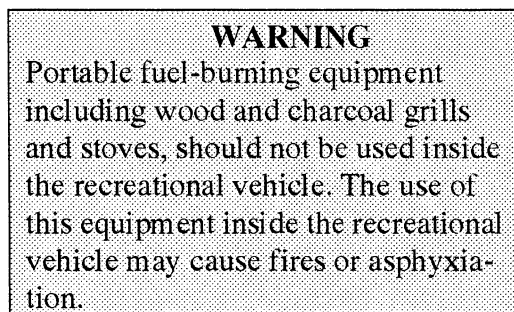 WARNING
Portable fuel-burning equipment
including wood and charcoal grills
and stoves, should not be used inside
the recreational vehicle. The use of
this equipment inside the recreational
vehicle may cause fires or asphyxia-
tion.